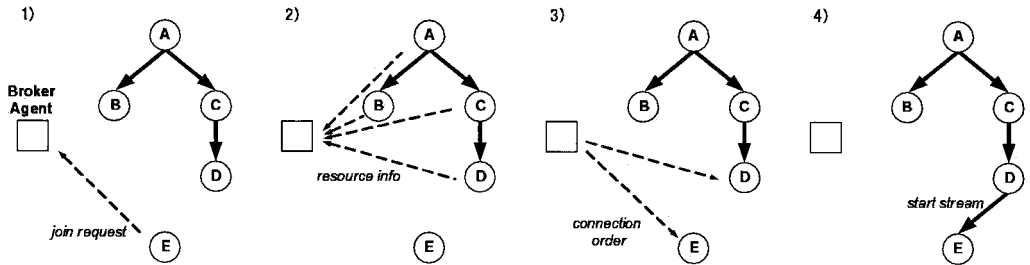 1)
A
B
C
Broker
Agent
D
join request
E
2)
A
B
C
D
resource info
E
3)
A
B
C
D
connection
order
E
4)
A
B
C
D
start stream
E